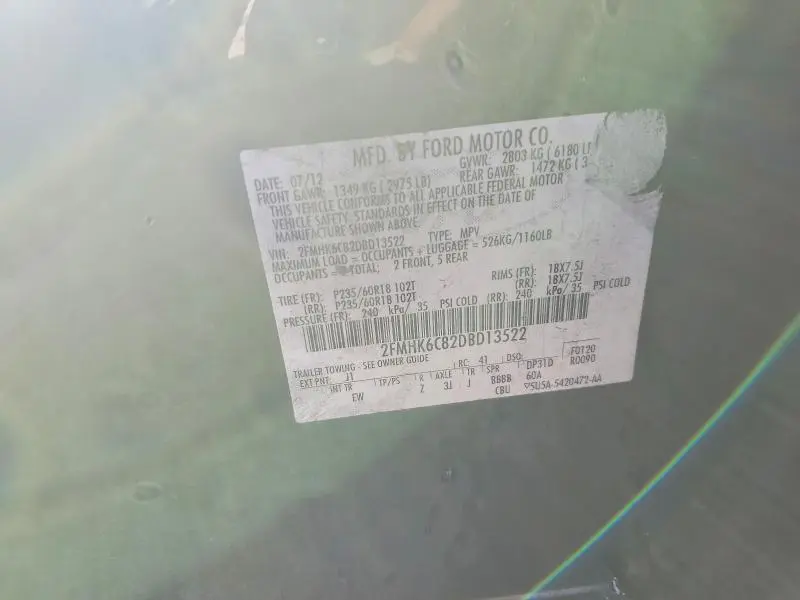 MFD. BY FORD MOTOR CO.
DATE: 07/12 GVWR: 2803 KG ( 6180 LB
FRONT GAWR: 1349 KG ( 2975 LB) REAR GAWR: 1472 KG ( 3
THIS VEHICLE CONFORMS TO ALL APPLICABLE FEDERAL MOTOR
VEHICLE SAFETY STANDARDS IN EFFECT ON THE DATE OF
MANUFACTURE SHOWN ABOVE.
VIN: 2FMHK6C82DBD13522 TYPE: MPV
MAXIMUM LOAD = OCCUPANTS + LUGGAGE = 526KG/1160LB
OCCUPANTS = TOTAL; 2 FRONT, 5 REAR
TIRE (FR): P235/60R18 102T RIMS (FR): 18X7.5J
(RR): P235/60R18 102T (RR): 18X7.5J
PRESSURE (FR): 240 kPa/ 35 PSI COLD (RR): 240 kPa/ 35 PSI COLD
2FMHK6C82DBD13522
TRAILER TOWING - SEE OWNER GUIDE RC: 41 DSO: F0120
EXT PNT: J1 DP31D R0090
INT TR TP/PS R AXLE TR SPR 60A
EW Z 3J J BBBB
CBU 5U5A-5420472-AA